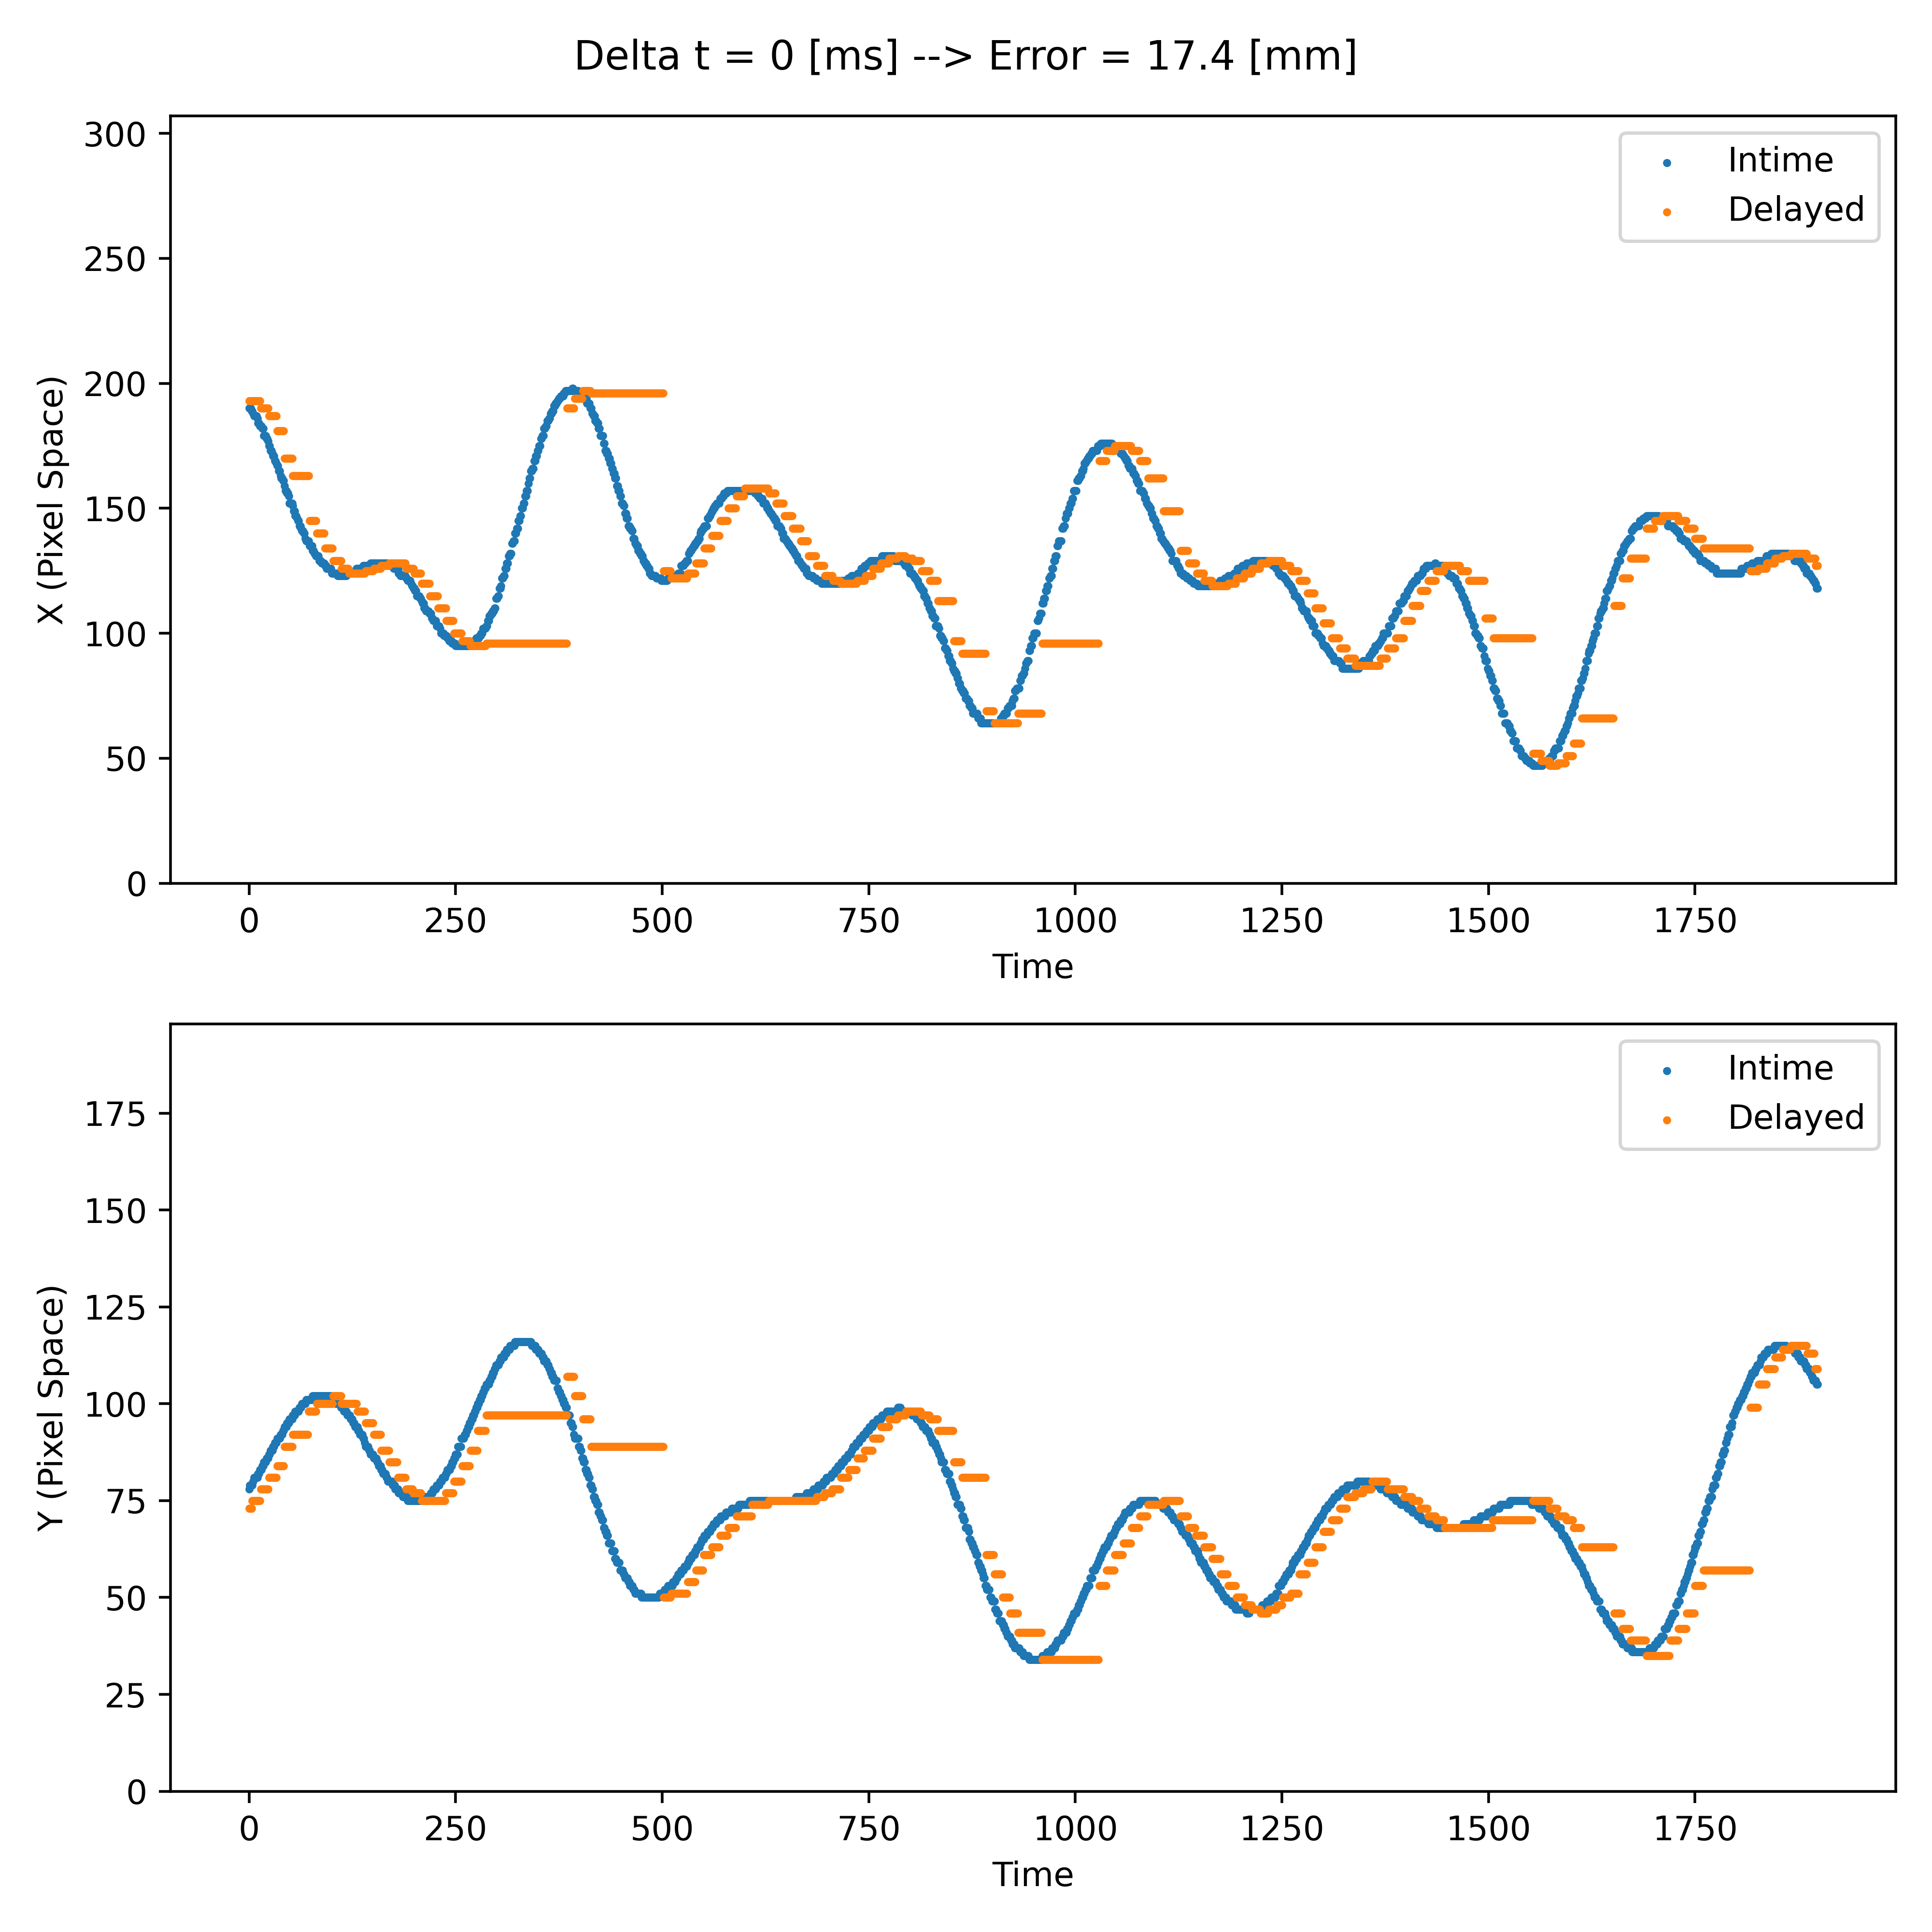 Delta t = 0 [ms] --> Error = 17.4 [mm]
300
250
200
150
100
50
0
X (Pixel Space)
Intime
Delayed
0 250 500 750 1000 1250 1500 1750
Time
175
150
125
100
75
50
25
0
Y (Pixel Space)
Intime
Delayed
0 250 500 750 1000 1250 1500 1750
Time